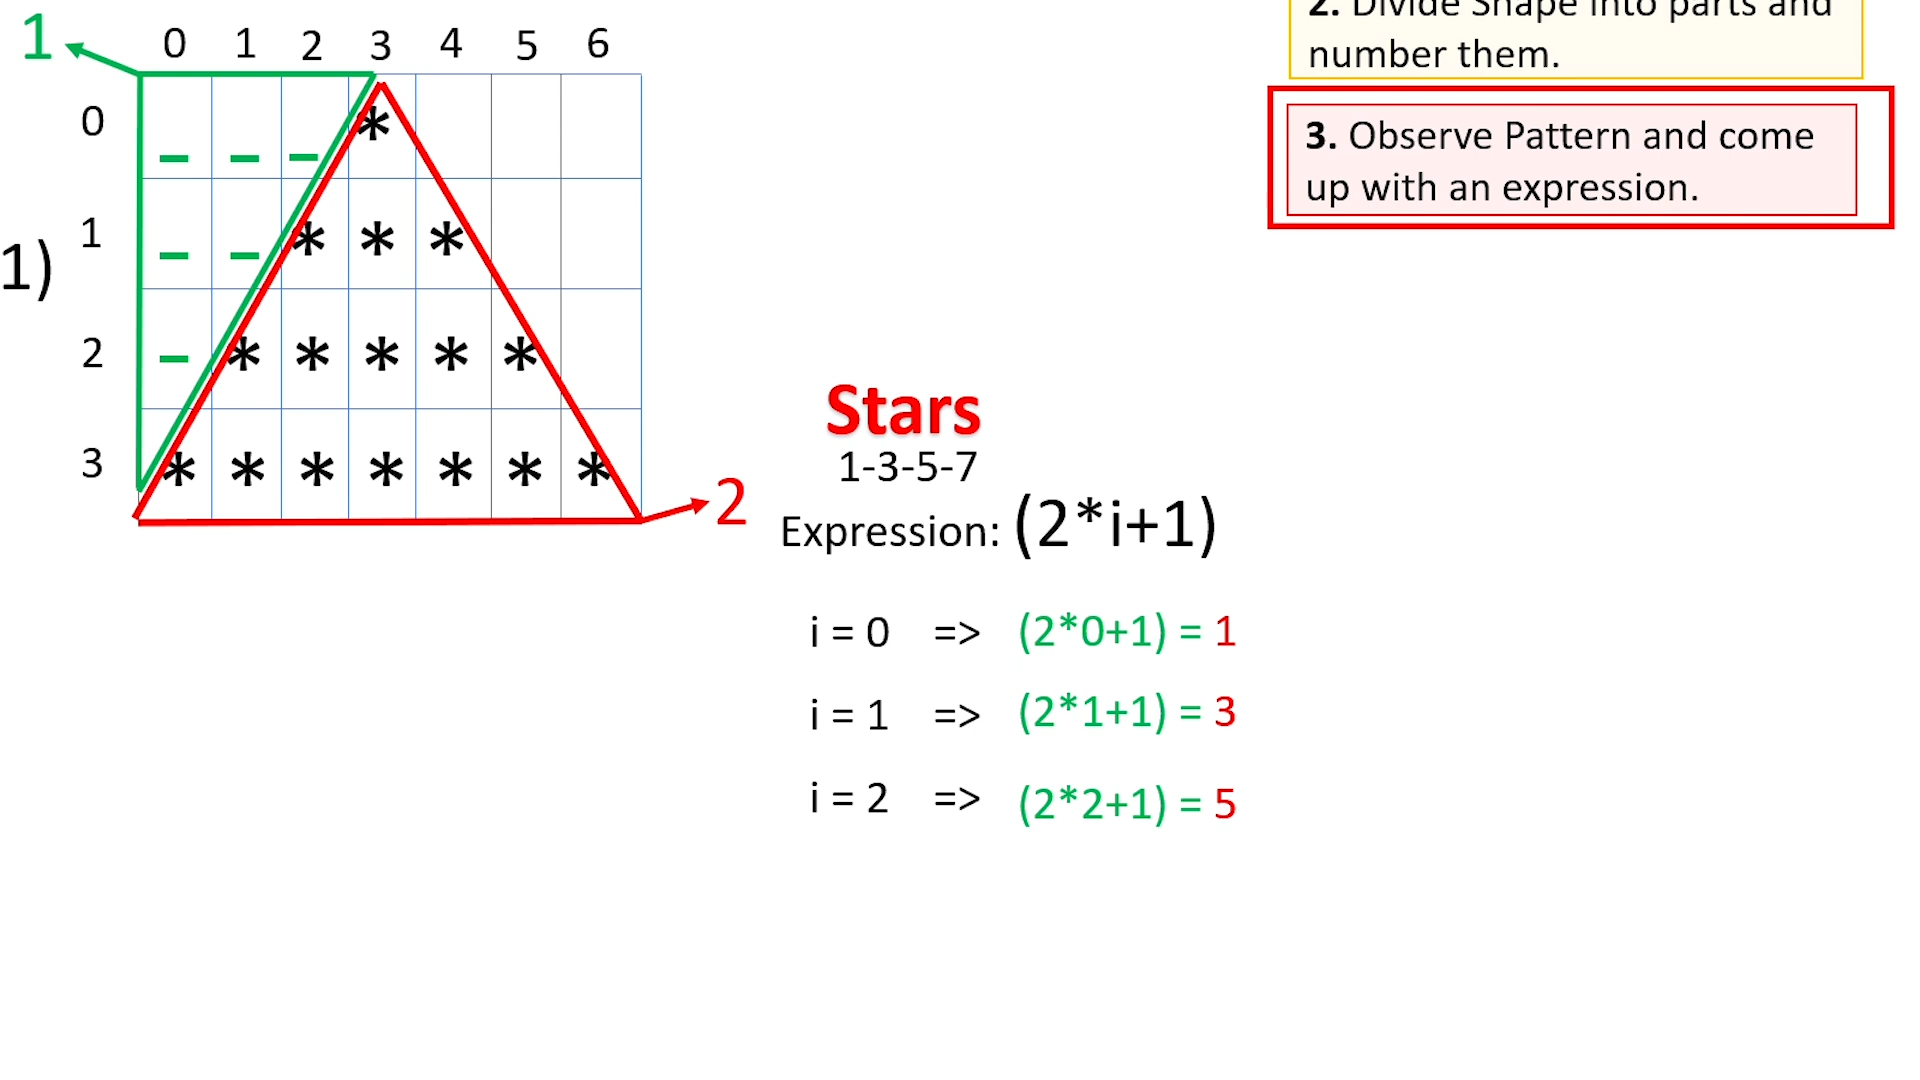 1
0 1 2 3 4 5 6
0 - - - *
1 - - * * *
1)
2 - * * * * *
3 * * * * * * *
2
2. Divide Shape into parts and
number them.
3. Observe Pattern and come
up with an expression.
Stars
1-3-5-7
Expression: (2*i+1)
i = 0 => (2*0+1) = 1
i = 1 => (2*1+1) = 3
i = 2 => (2*2+1) = 5